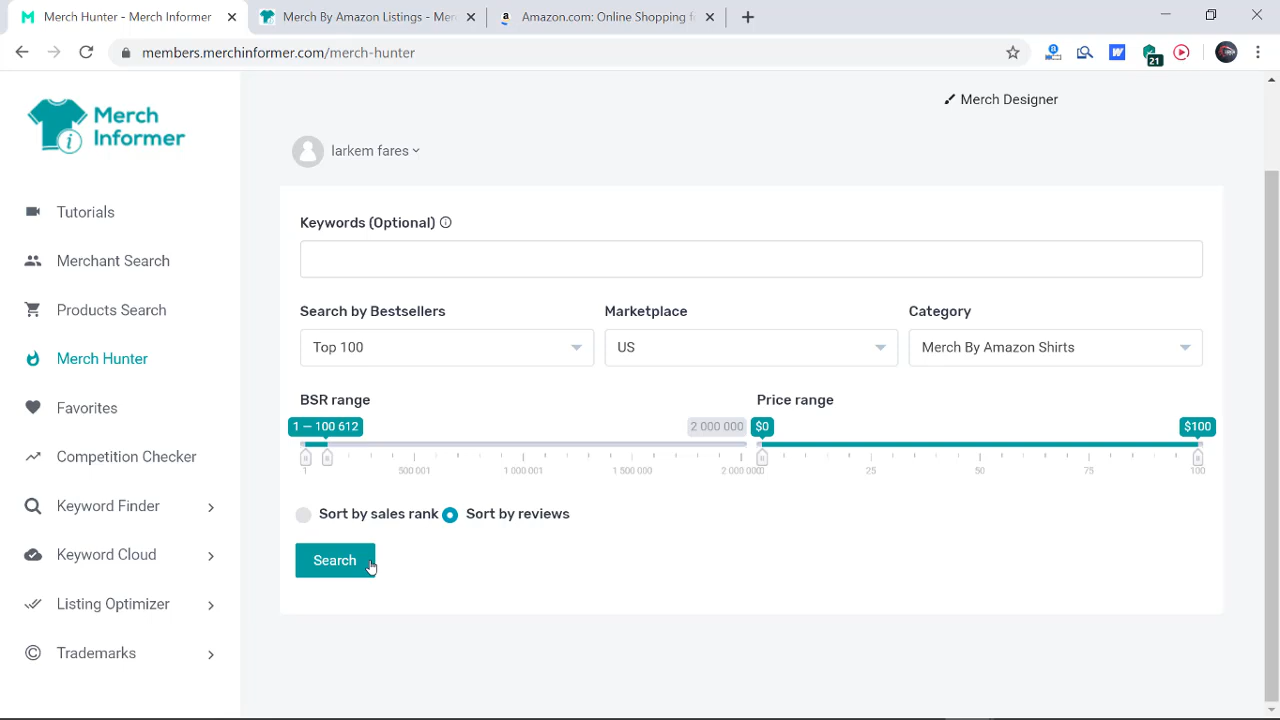 Merch Hunter - Merch Informer
Merch By Amazon Listings - Mer
Amazon.com: Online Shopping f
members.merchinformer.com/merch-hunter
21
Merch
Informer
Merch Designer
larkem fares
Tutorials
Merchant Search
Products Search
Merch Hunter
Favorites
Competition Checker
Keyword Finder
Keyword Cloud
Listing Optimizer
Trademarks
Keywords (Optional)
Search by Bestsellers
Marketplace
Category
Top 100
US
Merch By Amazon Shirts
BSR range
Price range
1 — 100 612
2 000 000
$0
$100
1
500 001
1 000 001
1 500 000
2 000 000
25
50
75
100
Sort by sales rank
Sort by reviews
Search